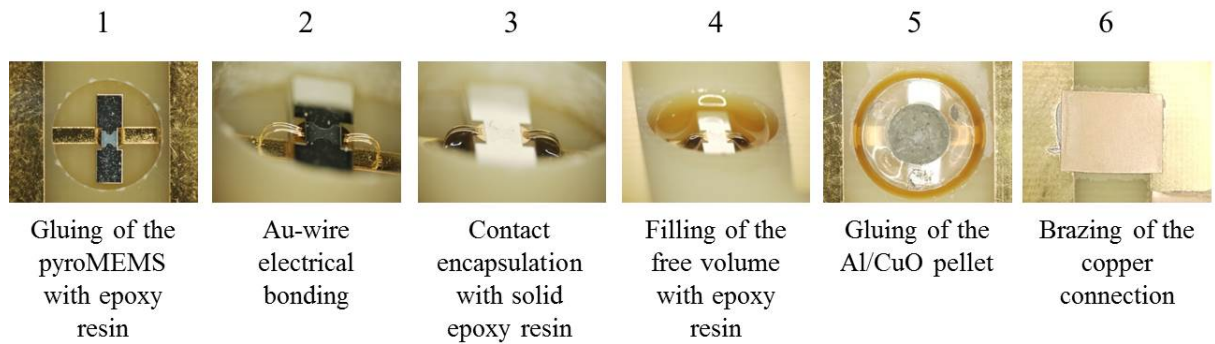 1
2
3
4
5
6
Gluing of the
pyroMEMS
with epoxy
resin
Au-wire
electrical
bonding
Contact
encapsulation
with solid
epoxy resin
Filling of the
free volume
with epoxy
resin
Gluing of the
Al/CuO pellet
Brazing of the
copper
connection